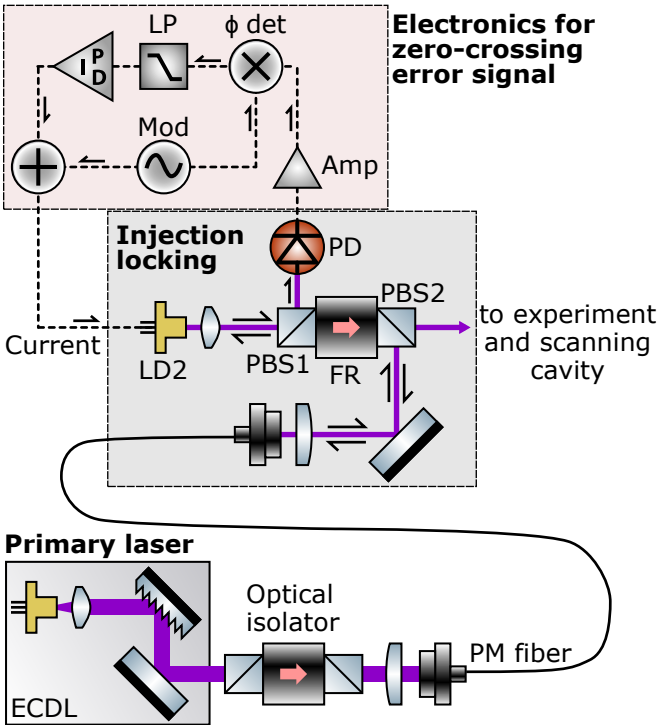 LP
ϕ det
Electronics for
zero-crossing
error signal
I
P
D
Mod
Amp
Injection
locking
PD
PBS2
to experiment
and scanning
cavity
Current
LD2
PBS1
FR
Primary laser
Optical
isolator
PM fiber
ECDL